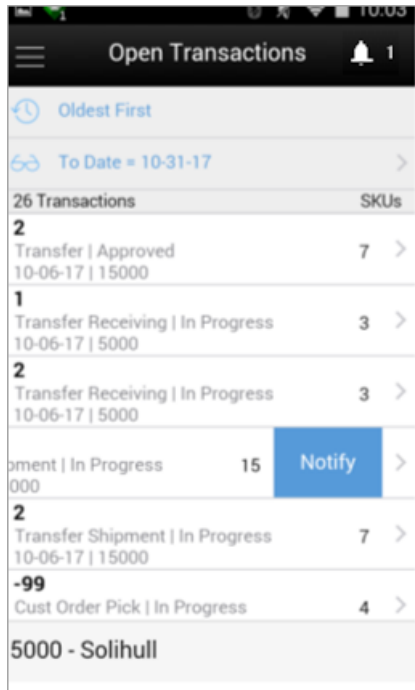 1
10:03
Open Transactions
1
Oldest First
To Date = 10-31-17
26 Transactions SKUs
2
Transfer | Approved 7
10-06-17 | 15000
1
Transfer Receiving | In Progress 3
10-06-17 | 5000
2
Transfer Receiving | In Progress 3
10-06-17 | 5000
pment | In Progress 15 Notify
000
2
Transfer Shipment | In Progress 7
10-06-17 | 15000
-99
Cust Order Pick | In Progress 4
5000 - Solihull